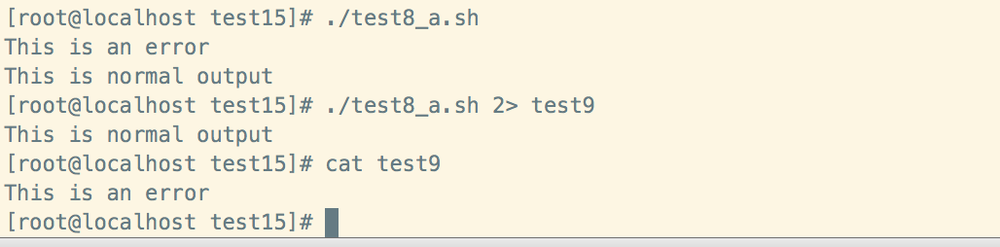 [root@localhost test15]# ./test8_a.sh
This is an error
This is normal output
[root@localhost test15]# ./test8_a.sh 2> test9
This is normal output
[root@localhost test15]# cat test9
This is an error
[root@localhost test15]#